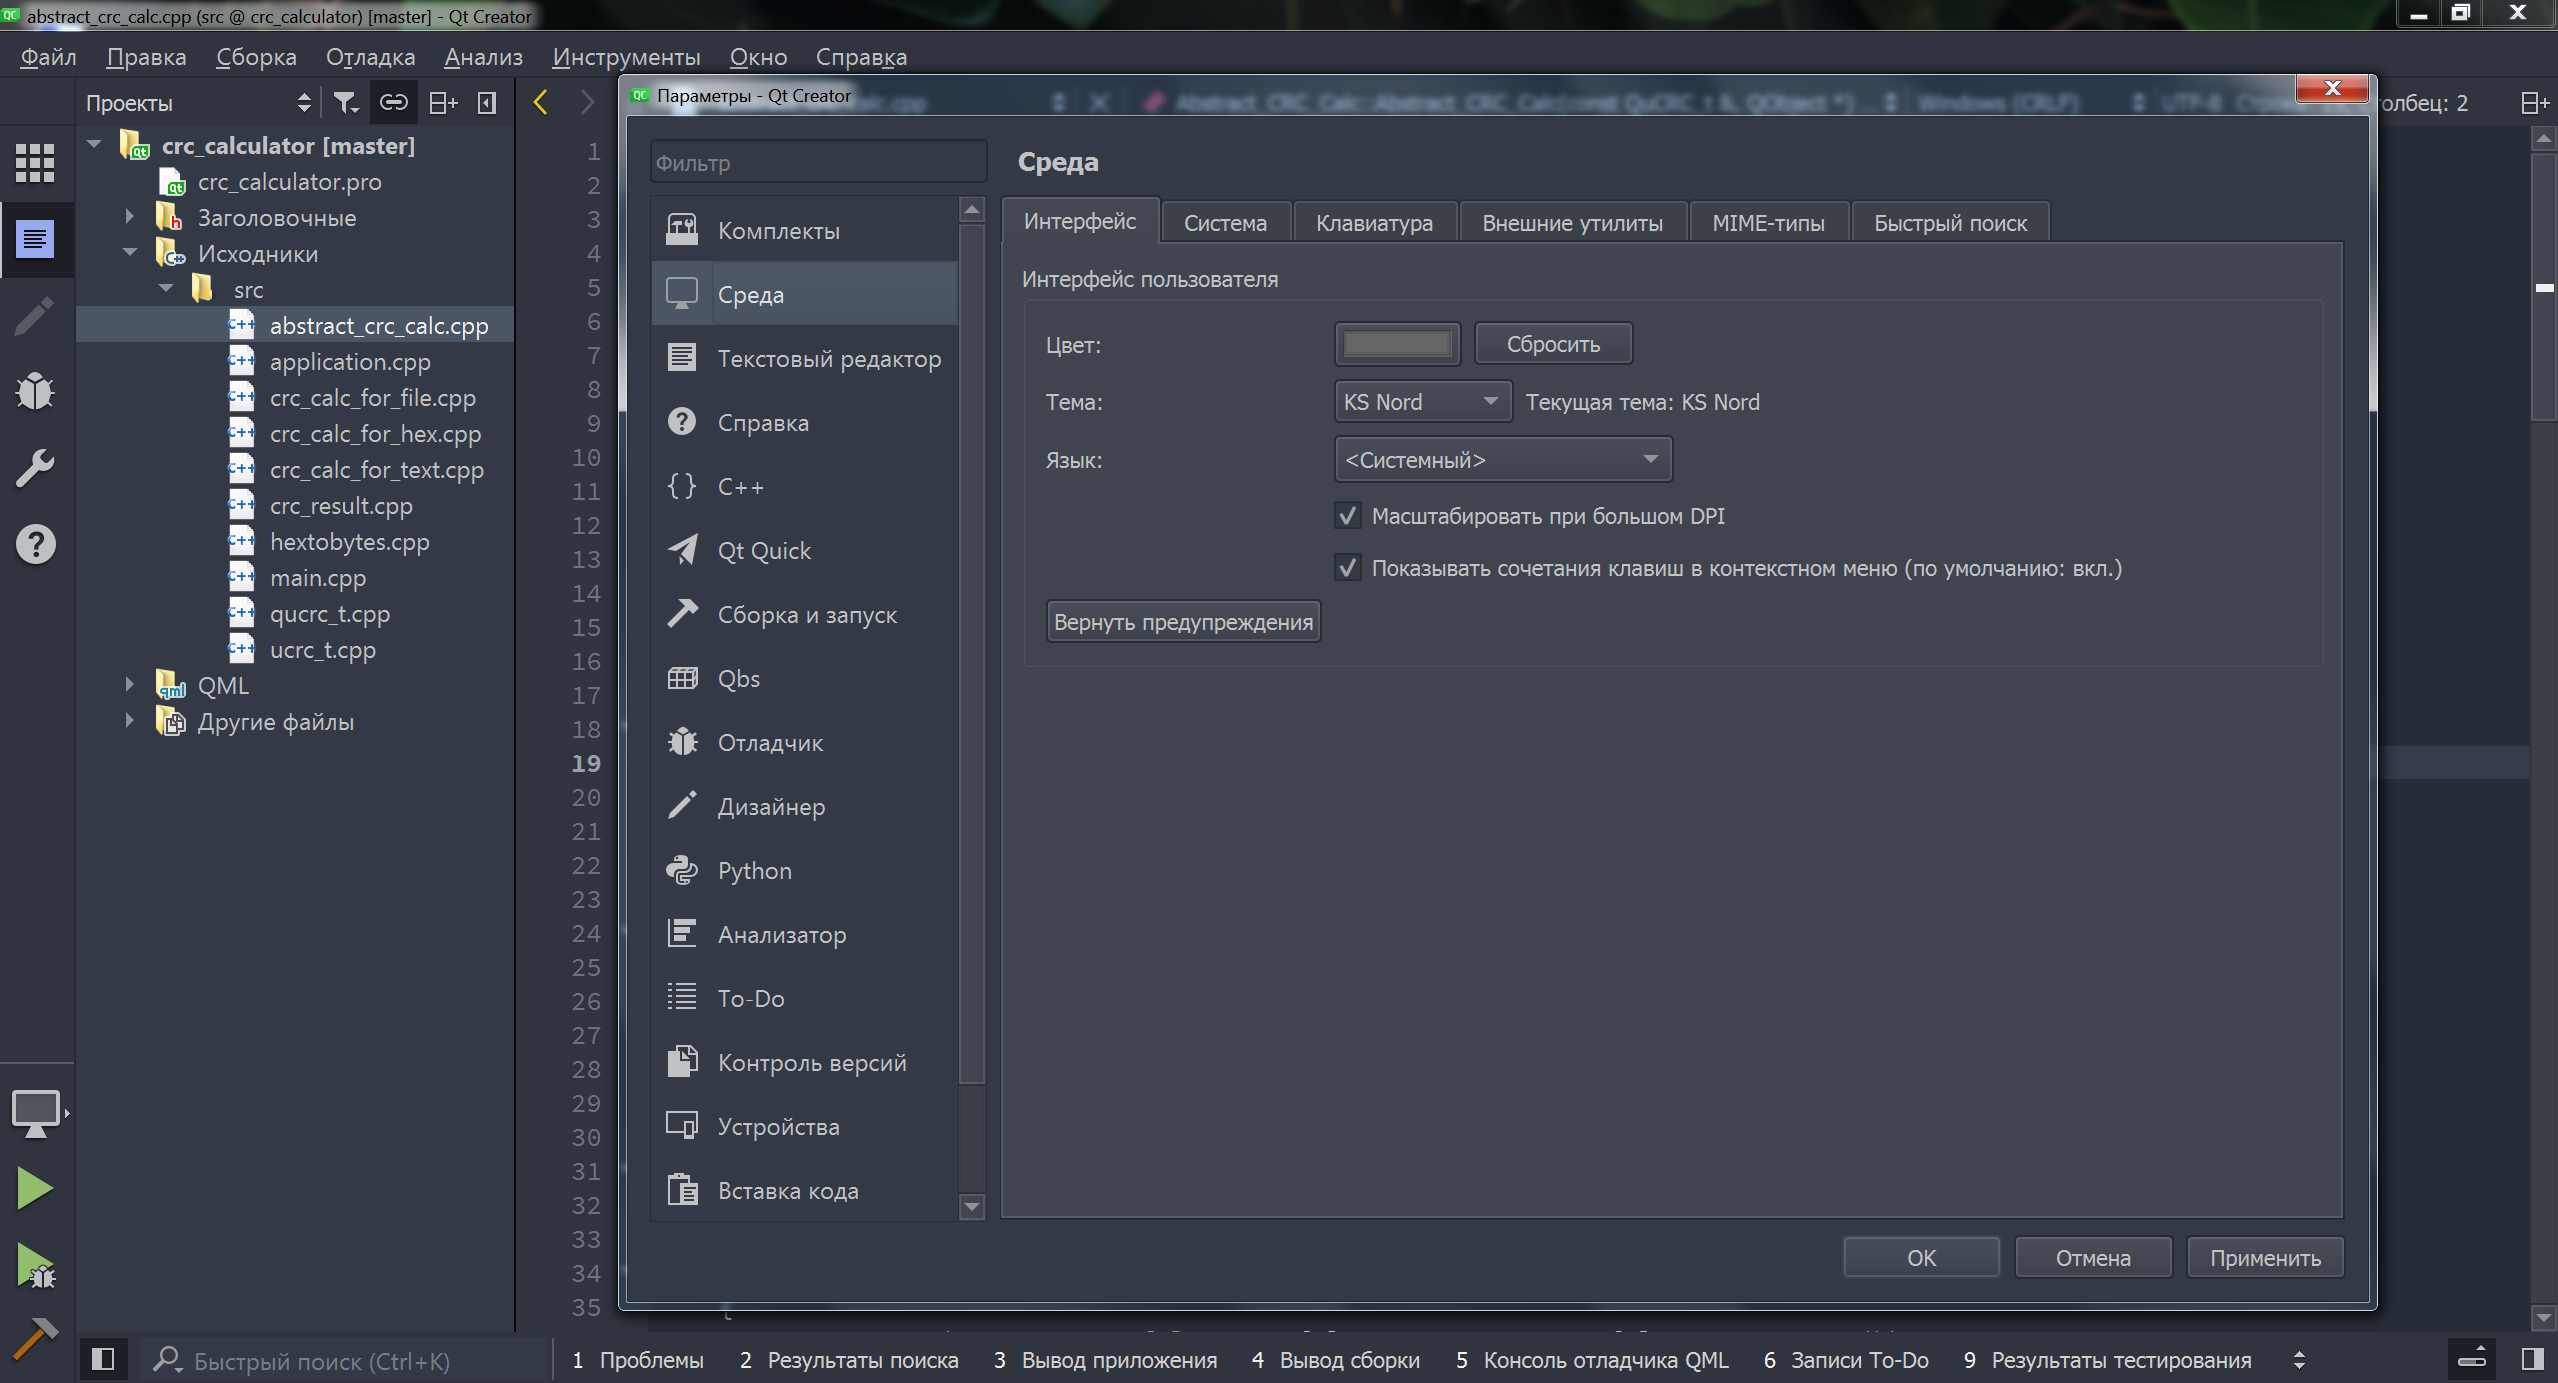 abstract_crc_calc.cpp (src @ crc_calculator) [master] - Qt Creator
Файл Правка Сборка Отладка Анализ Инструменты Окно Справка
Проекты
crc_calculator [master]
crc_calculator.pro
Заголовочные
Исходники
src
abstract_crc_calc.cpp
application.cpp
crc_calc_for_file.cpp
crc_calc_for_hex.cpp
crc_calc_for_text.cpp
crc_result.cpp
hextobytes.cpp
main.cpp
qucrc_t.cpp
ucrc_t.cpp
QML
Другие файлы
1
2
3
4
5
6
7
8
9
10
11
12
13
14
15
16
17
18
19
20
21
22
23
24
25
26
27
28
29
30
31
32
33
34
35
Abstract_CRC_Calc::Abstract_CRC_Calc(const QuCRC_t &, QObject *) ... Windows (CRLF) UTF-8
олбец: 2
Параметры - Qt Creator
Фильтр
Комплекты
Среда
Текстовый редактор
Справка
C++
Qt Quick
Сборка и запуск
Qbs
Отладчик
Дизайнер
Python
Анализатор
To-Do
Контроль версий
Устройства
Вставка кода
Среда
Интерфейс Система Клавиатура Внешние утилиты MIME-типы Быстрый поиск
Интерфейс пользователя
Цвет: Сбросить
Тема: KS Nord Текущая тема: KS Nord
Язык: <Системный>
Масштабировать при большом DPI
Показывать сочетания клавиш в контекстном меню (по умолчанию: вкл.)
Вернуть предупреждения
OK Отмена Применить
Быстрый поиск (Ctrl+K) 1 Проблемы 2 Результаты поиска 3 Вывод приложения 4 Вывод сборки 5 Консоль отладчика QML 6 Записи To-Do 9 Результаты тестирования